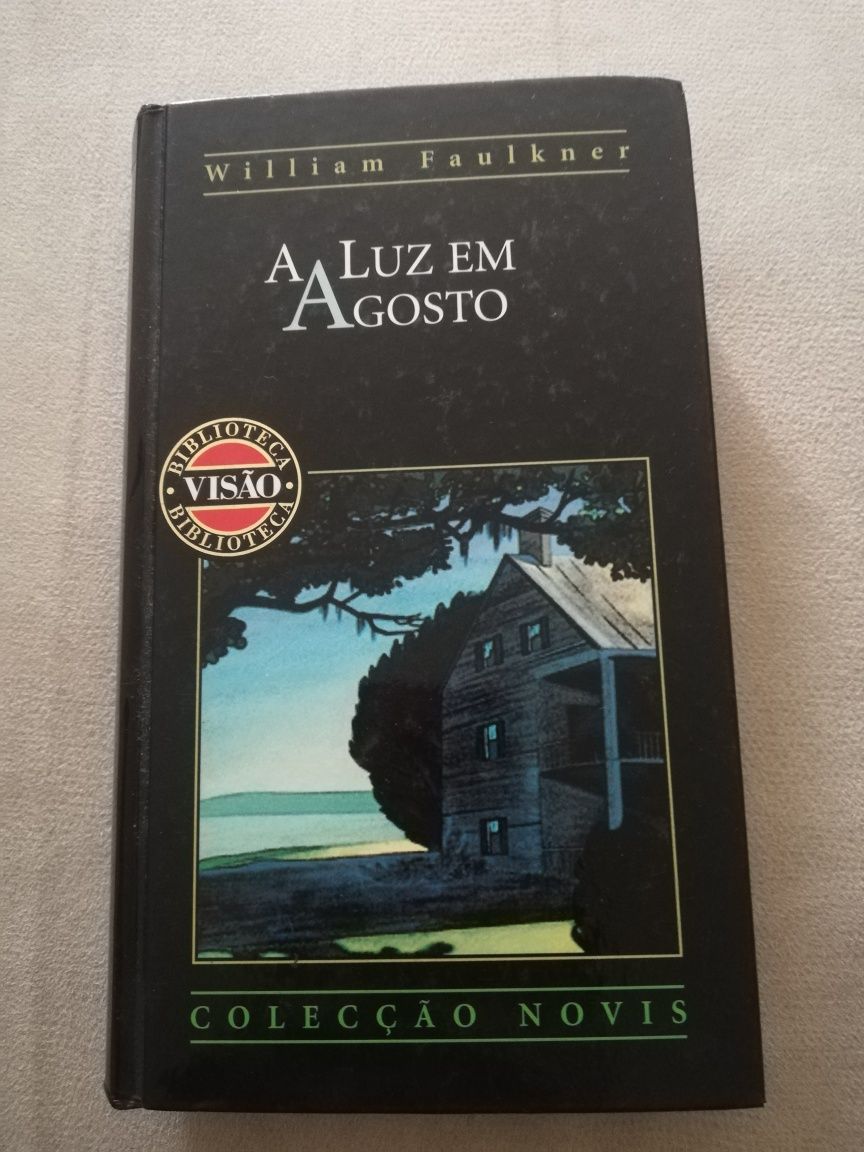 William Faulkner
A LUZ EM
AGOSTO
BIBLIOTECA
VISÃO
BIBLIOTECA
COLECÇÃO NOVIS